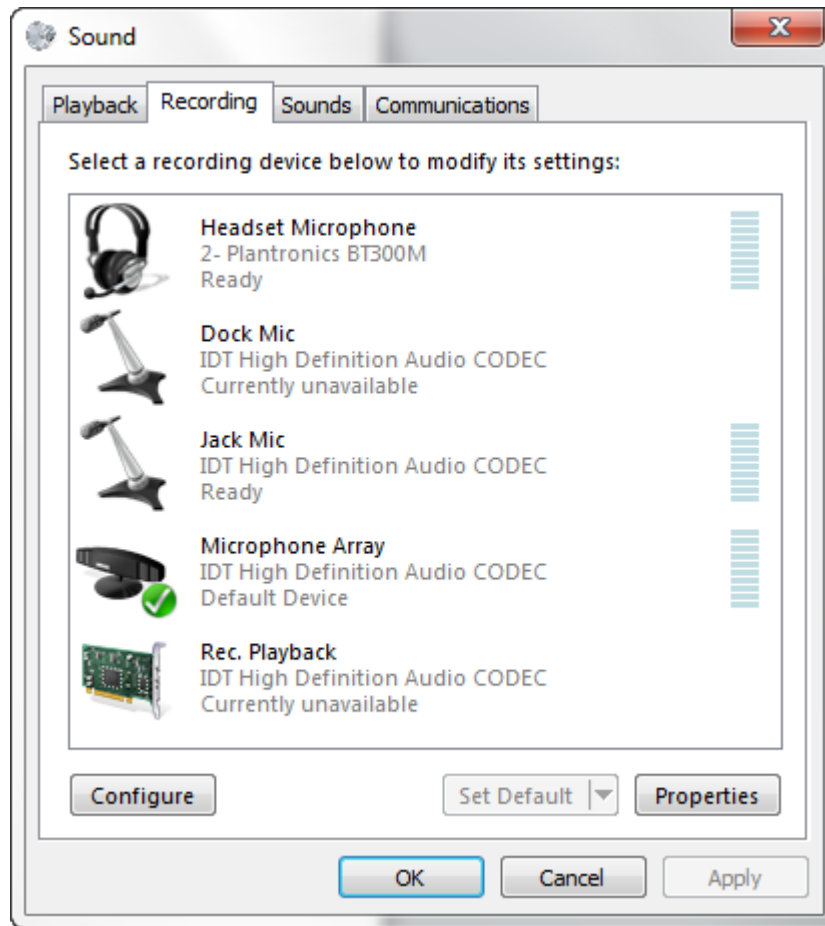 Sound
Playback Recording Sounds Communications
Select a recording device below to modify its settings:
Headset Microphone
2- Plantronics BT300M
Ready
Dock Mic
IDT High Definition Audio CODEC
Currently unavailable
Jack Mic
IDT High Definition Audio CODEC
Ready
Microphone Array
IDT High Definition Audio CODEC
Default Device
Rec. Playback
IDT High Definition Audio CODEC
Currently unavailable
Configure Set Default Properties
OK Cancel Apply